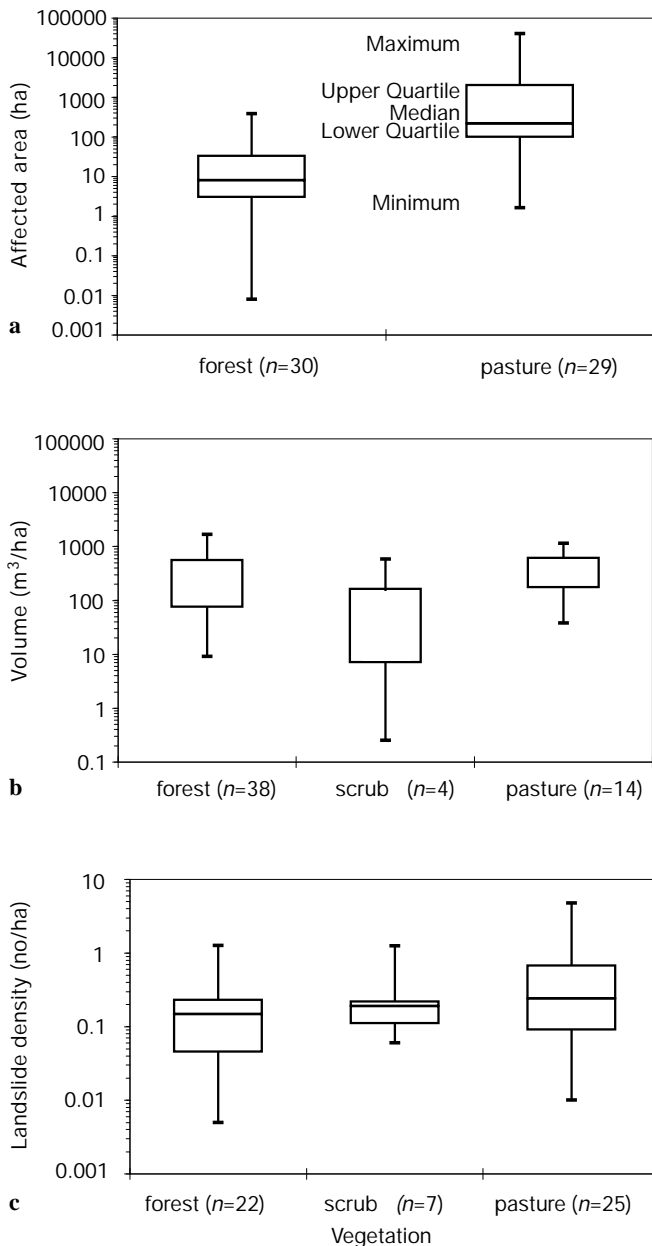 100000
10000
1000
100
10
1
0.1
0.01
0.001
Affected area (ha)
Maximum
Upper Quartile
Median
Lower Quartile
Minimum
a
forest (n=30)
pasture (n=29)
100000
10000
1000
100
10
1
0.1
Volume (m³/ha)
b
forest (n=38)
scrub (n=4)
pasture (n=14)
10
1
0.1
0.01
0.001
Landslide density (no/ha)
c
forest (n=22)
scrub (n=7)
pasture (n=25)
Vegetation